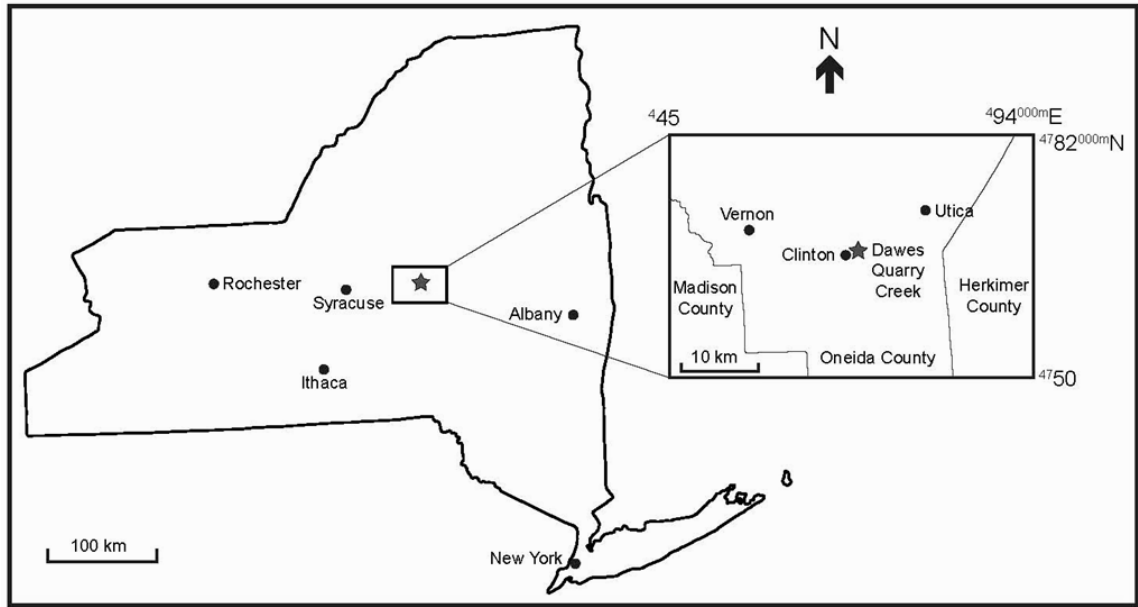 N
445
494000mE
4782000mN
Vernon
Utica
Clinton
Dawes
Quarry
Creek
Madison
County
Herkimer
County
10 km
Oneida County
4750
Rochester
Syracuse
Albany
Ithaca
100 km
New York